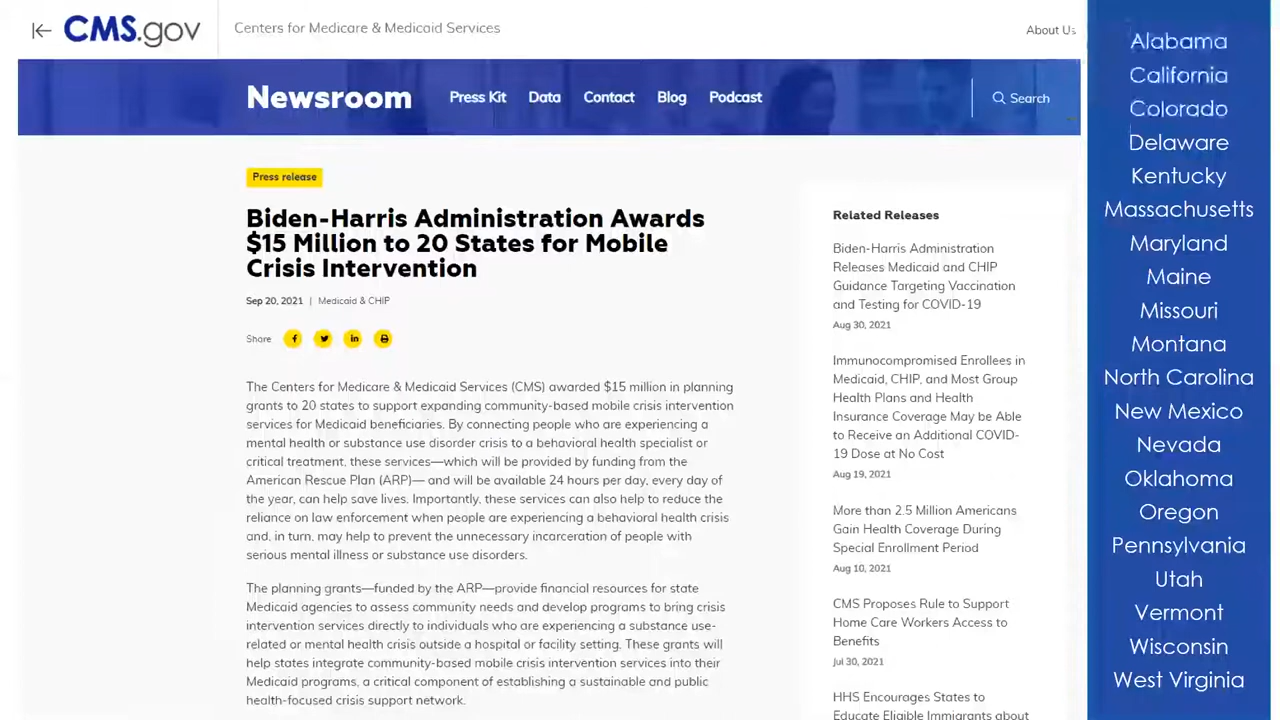 CMS.gov
Centers for Medicare & Medicaid Services
About Us
Newsroom
Press Kit
Data
Contact
Blog
Podcast
Search
Press release
Biden-Harris Administration Awards
$15 Million to 20 States for Mobile
Crisis Intervention
Sep 20, 2021 | Medicaid & CHIP
Share
The Centers for Medicare & Medicaid Services (CMS) awarded $15 million in planning
grants to 20 states to support expanding community-based mobile crisis intervention
services for Medicaid beneficiaries. By connecting people who are experiencing a
mental health or substance use disorder crisis to a behavioral health specialist or
critical treatment, these services—which will be provided by funding from the
American Rescue Plan (ARP)— and will be available 24 hours per day, every day of
the year, can help save lives. Importantly, these services can also help to reduce the
reliance on law enforcement when people are experiencing a behavioral health crisis
and, in turn, may help to prevent the unnecessary incarceration of people with
serious mental illness or substance use disorders.
The planning grants—funded by the ARP—provide financial resources for state
Medicaid agencies to assess community needs and develop programs to bring crisis
intervention services directly to individuals who are experiencing a substance use-
related or mental health crisis outside a hospital or facility setting. These grants will
help states integrate community-based mobile crisis intervention services into their
Medicaid programs, a critical component of establishing a sustainable and public
health-focused crisis support network.
Related Releases
Biden-Harris Administration
Releases Medicaid and CHIP
Guidance Targeting Vaccination
and Testing for COVID-19
Aug 30, 2021
Immunocompromised Enrollees in
Medicaid, CHIP, and Most Group
Health Plans and Health
Insurance Coverage May be Able
to Receive an Additional COVID-
19 Dose at No Cost
Aug 19, 2021
More than 2.5 Million Americans
Gain Health Coverage During
Special Enrollment Period
Aug 10, 2021
CMS Proposes Rule to Support
Home Care Workers Access to
Benefits
Jul 30, 2021
HHS Encourages States to
Educate Eligible Immigrants about
Alabama
California
Colorado
Delaware
Kentucky
Massachusetts
Maryland
Maine
Missouri
Montana
North Carolina
New Mexico
Nevada
Oklahoma
Oregon
Pennsylvania
Utah
Vermont
Wisconsin
West Virginia